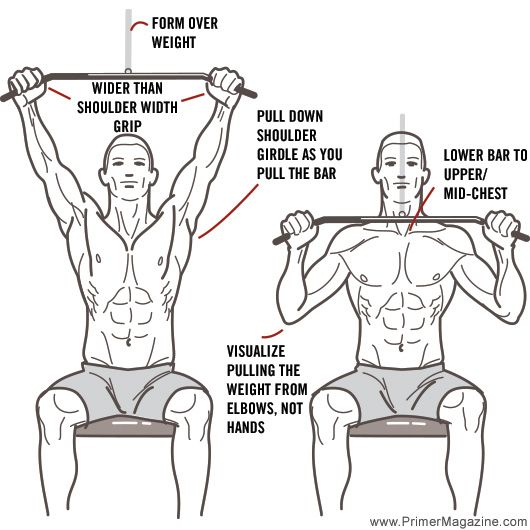 FORM OVER
WEIGHT
WIDER THAN
SHOULDER WIDTH
GRIP
PULL DOWN
SHOULDER
GIRDLE AS YOU
PULL THE BAR
LOWER BAR TO
UPPER/
MID-CHEST
VISUALIZE
PULLING THE
WEIGHT FROM
ELBOWS, NOT
HANDS
www.PrimerMagazine.com